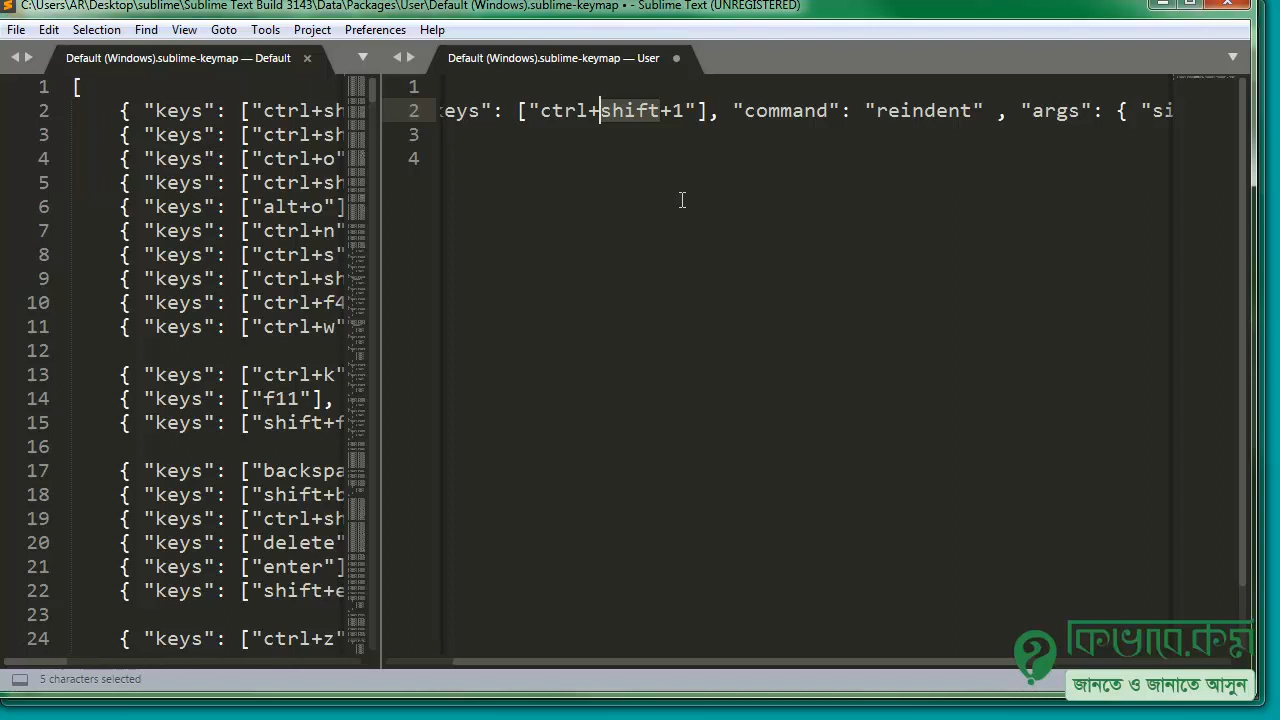 C:\Users\AR\Desktop\sublime\Sublime Text Build 3143\Data\Packages\User\Default (Windows).sublime-keymap • - Sublime Text (UNREGISTERED)
File Edit Selection Find View Goto Tools Project Preferences Help
Default (Windows).sublime-keymap — Default
1 [
2 { "keys": ["ctrl+sh
3 { "keys": ["ctrl+sh
4 { "keys": ["ctrl+o"
5 { "keys": ["ctrl+sh
6 { "keys": ["alt+o"]
7 { "keys": ["ctrl+n"
8 { "keys": ["ctrl+s"
9 { "keys": ["ctrl+sh
10 { "keys": ["ctrl+f4
11 { "keys": ["ctrl+w"
12
13 { "keys": ["ctrl+k"
14 { "keys": ["f11"],
15 { "keys": ["shift+f
16
17 { "keys": ["backspa
18 { "keys": ["shift+b
19 { "keys": ["ctrl+sh
20 { "keys": ["delete"
21 { "keys": ["enter"]
22 { "keys": ["shift+e
23
24 { "keys": ["ctrl+z"
Default (Windows).sublime-keymap — User
1
2 keys": ["ctrl+shift+1"], "command": "reindent" , "args": { "si
3
4
5 characters selected
কিভাবে.কম
জানতে ও জানাতে আসুন